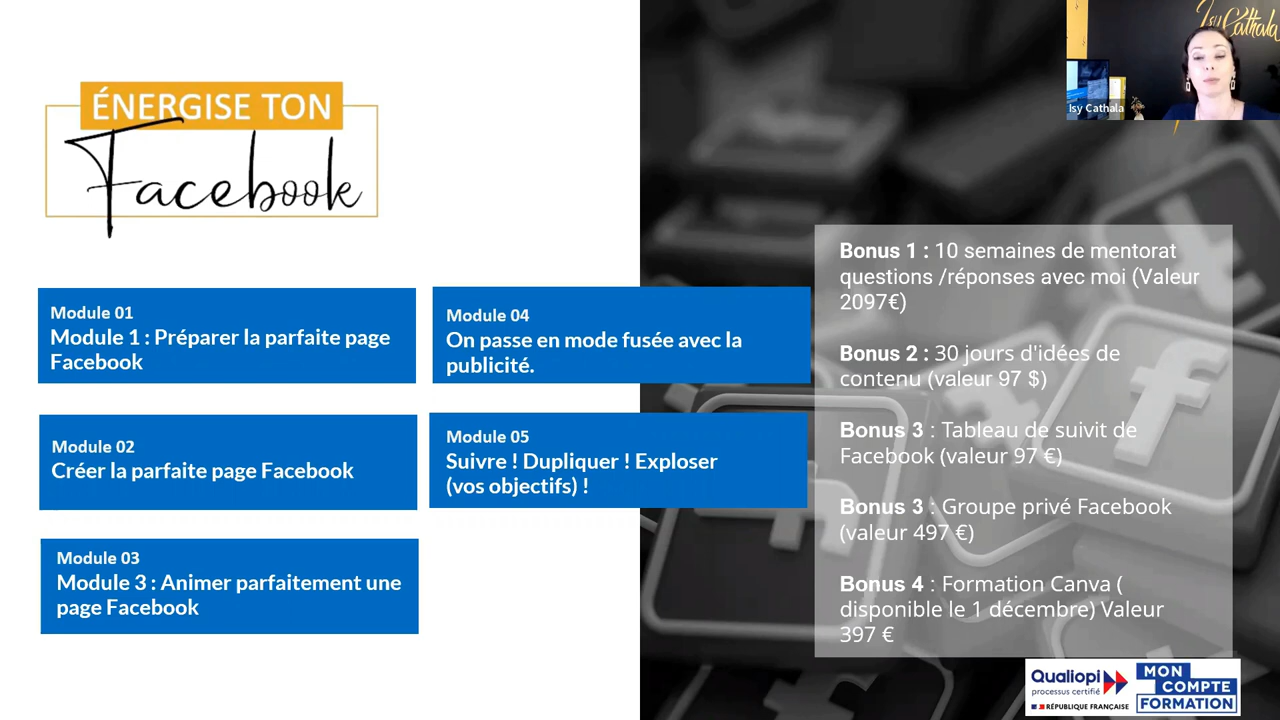 ÉNERGISE TON
Facebook
Module 01
Module 1 : Préparer la parfaite page
Facebook
Module 02
Créer la parfaite page Facebook
Module 03
Module 3 : Animer parfaitement une
page Facebook
Module 04
On passe en mode fusée avec la
publicité.
Module 05
Suivre ! Dupliquer ! Exploser
(vos objectifs) !
Isy Cathala
Isy Cathala
Bonus 1 : 10 semaines de mentorat
questions /réponses avec moi (Valeur
2097€)
Bonus 2 : 30 jours d'idées de
contenu (valeur 97 $)
Bonus 3 : Tableau de suivit de
Facebook (valeur 97 €)
Bonus 3 : Groupe privé Facebook
(valeur 497 €)
Bonus 4 : Formation Canva (
disponible le 1 décembre) Valeur
397 €
Qualiopi
processus certifié
RÉPUBLIQUE FRANÇAISE
MON
COMPTE
FORMATION